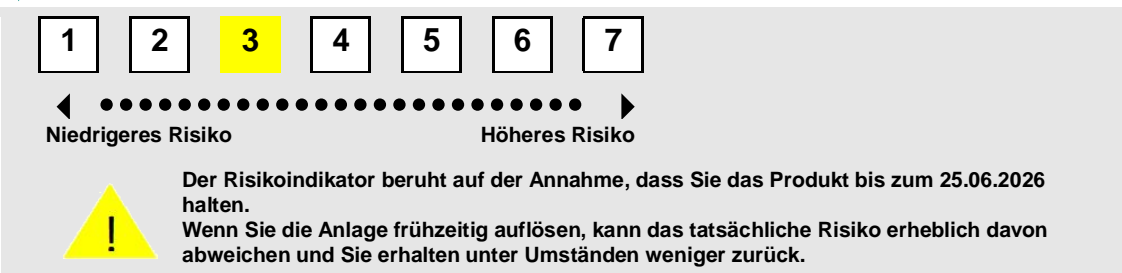 1 2 3 4 5 6 7
Niedrigeres Risiko Höheres Risiko
!
Der Risikoindikator beruht auf der Annahme, dass Sie das Produkt bis zum 25.06.2026
halten.
Wenn Sie die Anlage frühzeitig auflösen, kann das tatsächliche Risiko erheblich davon
abweichen und Sie erhalten unter Umständen weniger zurück.